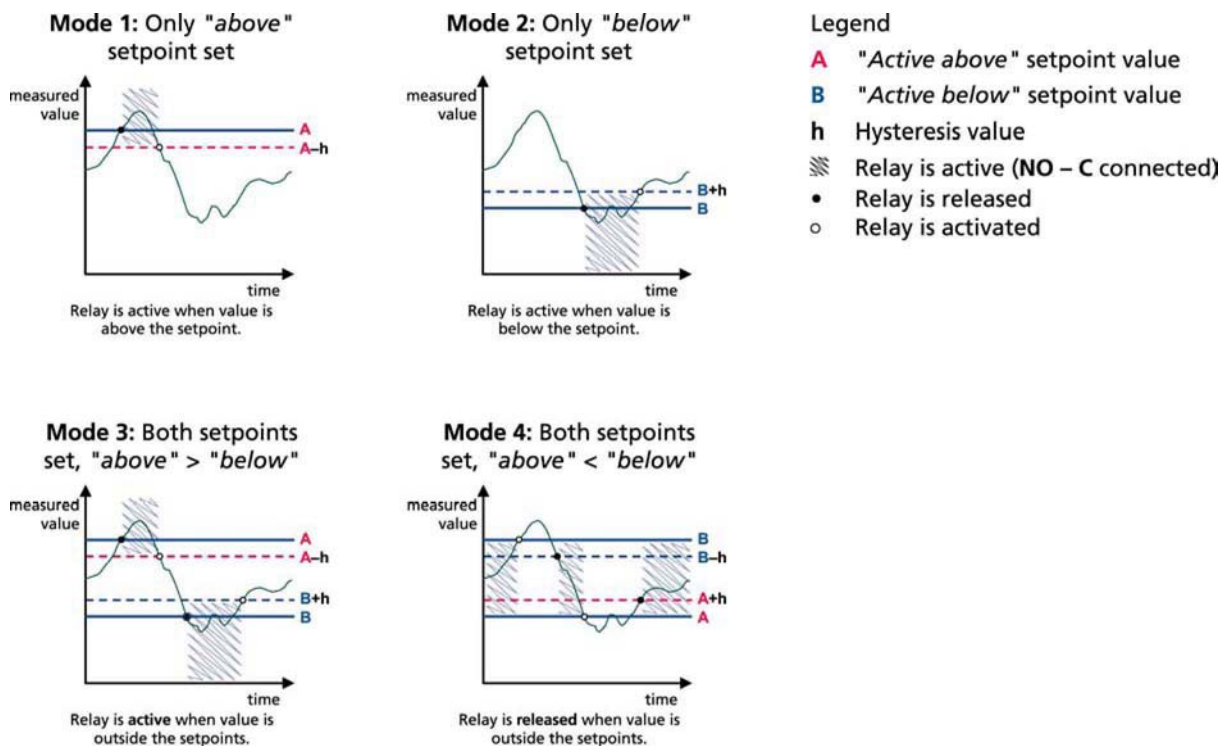 Mode 1: Only "above"
setpoint set
measured
value
A
A–h
time
Relay is active when value is
above the setpoint.
Mode 2: Only "below"
setpoint set
B+h
B
time
Relay is active when value is
below the setpoint.
Legend
A "Active above" setpoint value
B "Active below" setpoint value
h Hysteresis value
Relay is active (NO – C connected)
Relay is released
Relay is activated
Mode 3: Both setpoints
set, "above" > "below"
measured
value
A
A–h
B+h
B
time
Relay is active when value is
outside the setpoints.
Mode 4: Both setpoints
set, "above" < "below"
measured
value
B
B–h
A+h
A
time
Relay is released when value is
outside the setpoints.